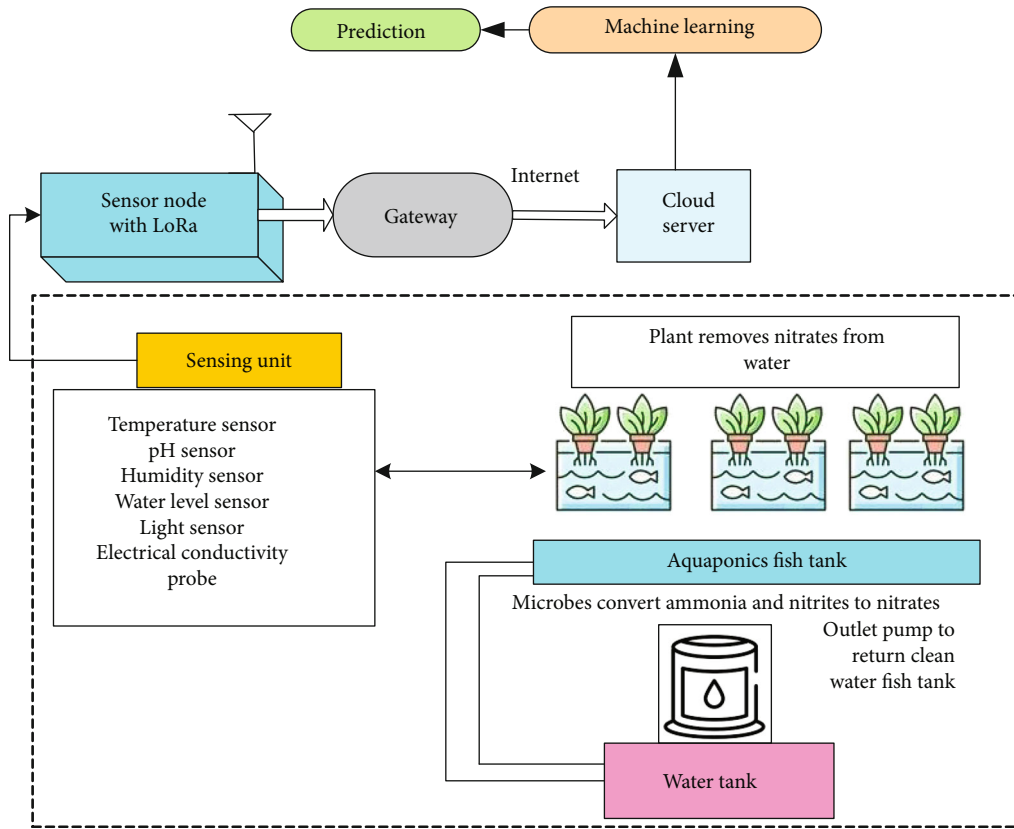 Prediction
Machine learning
Sensor node
with LoRa
Gateway
Internet
Cloud
server
Sensing unit
Temperature sensor
pH sensor
Humidity sensor
Water level sensor
Light sensor
Electrical conductivity
probe
Plant removes nitrates from
water
Aquaponics fish tank
Microbes convert ammonia and nitrites to nitrates
Outlet pump to
return clean
water fish tank
Water tank